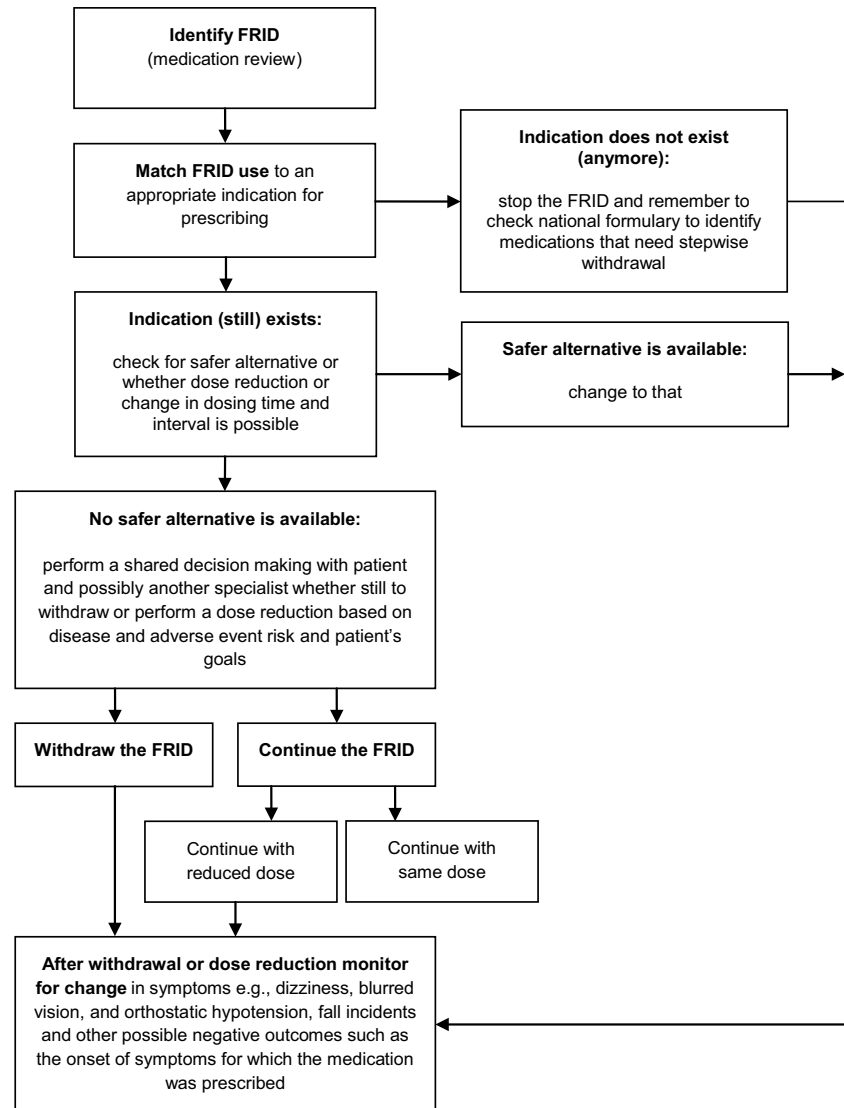 Identify FRID
(medication review)
Match FRID use to an
appropriate indication for
prescribing
Indication does not exist
(anymore):
stop the FRID and remember to
check national formulary to identify
medications that need stepwise
withdrawal
Indication (still) exists:
check for safer alternative or
whether dose reduction or
change in dosing time and
interval is possible
Safer alternative is available:
change to that
No safer alternative is available:
perform a shared decision making with patient
and possibly another specialist whether still to
withdraw or perform a dose reduction based on
disease and adverse event risk and patient's
goals
Withdraw the FRID
Continue the FRID
Continue with
reduced dose
Continue with
same dose
After withdrawal or dose reduction monitor
for change in symptoms e.g., dizziness, blurred
vision, and orthostatic hypotension, fall incidents
and other possible negative outcomes such as
the onset of symptoms for which the medication
was prescribed